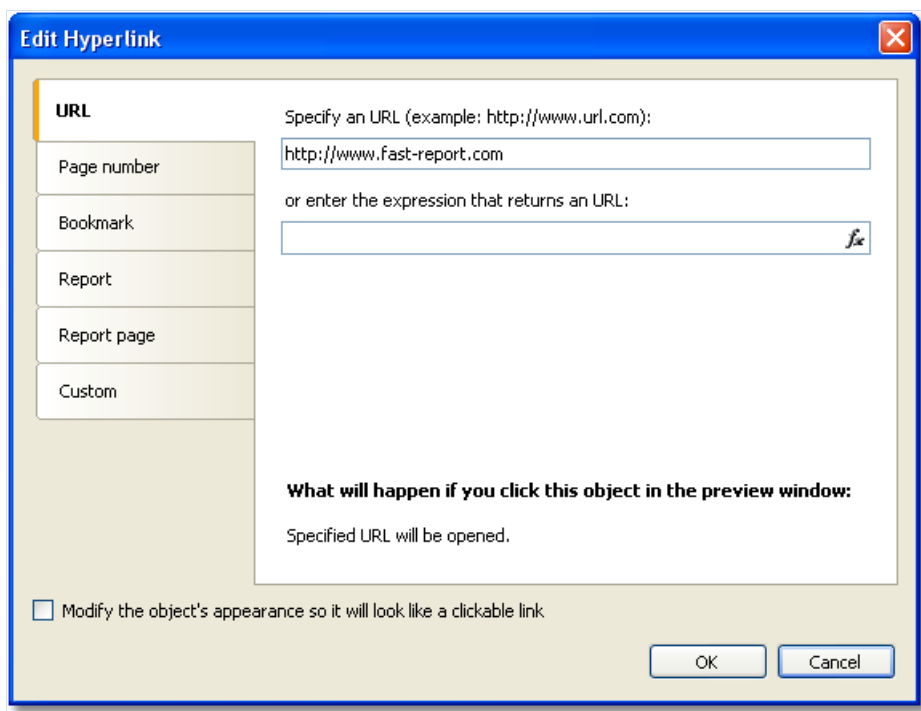 Edit Hyperlink
URL
Page number
Bookmark
Report
Report page
Custom
Specify an URL (example: http://www.url.com):
http://www.fast-report.com
or enter the expression that returns an URL:
fx
What will happen if you click this object in the preview window:
Specified URL will be opened.
Modify the object's appearance so it will look like a clickable link
OK
Cancel